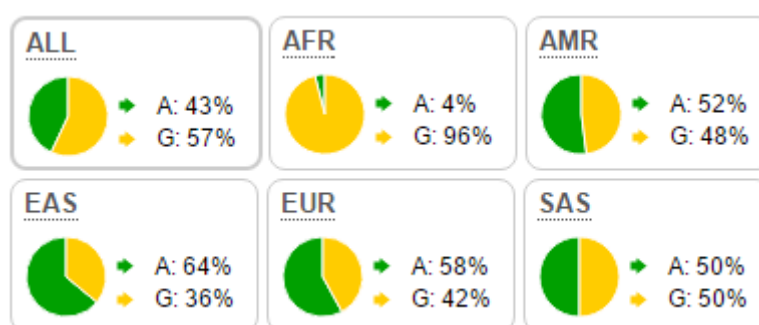 ALL
A: 43%
G: 57%
AFR
A: 4%
G: 96%
AMR
A: 52%
G: 48%
EAS
A: 64%
G: 36%
EUR
A: 58%
G: 42%
SAS
A: 50%
G: 50%